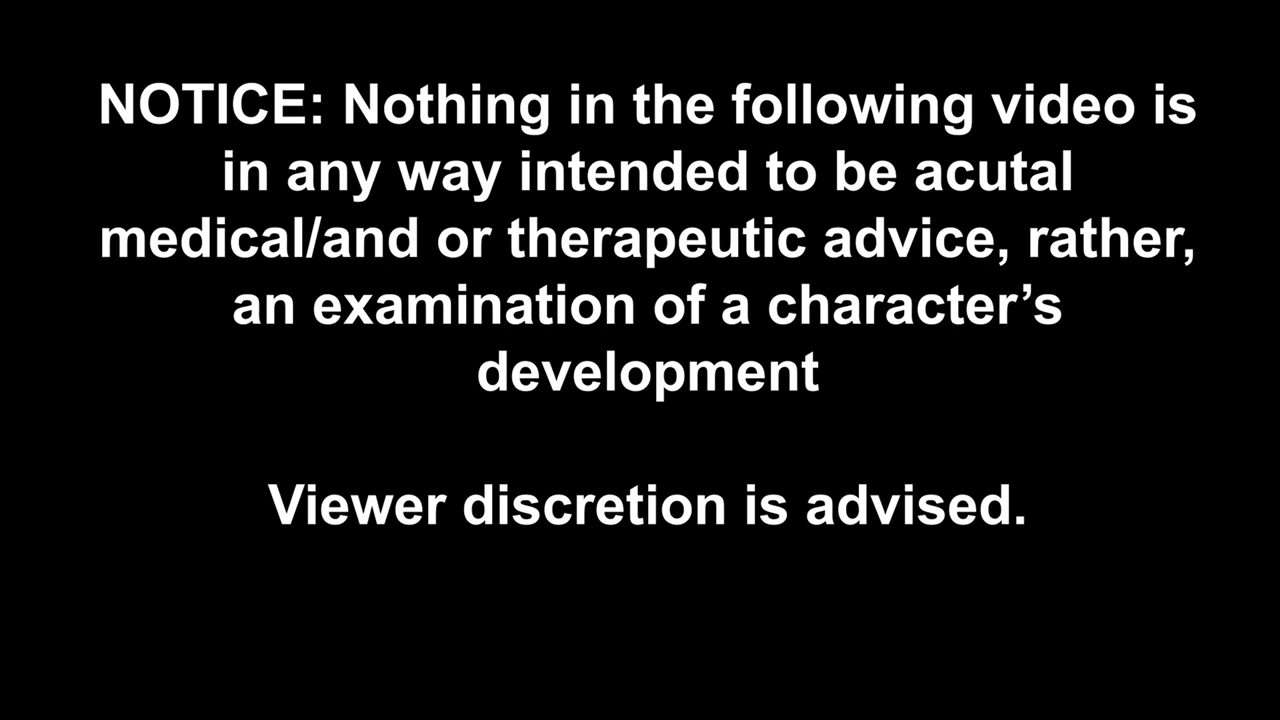 NOTICE: Nothing in the following video is
in any way intended to be acutal
medical/and or therapeutic advice, rather,
an examination of a character’s
development
Viewer discretion is advised.